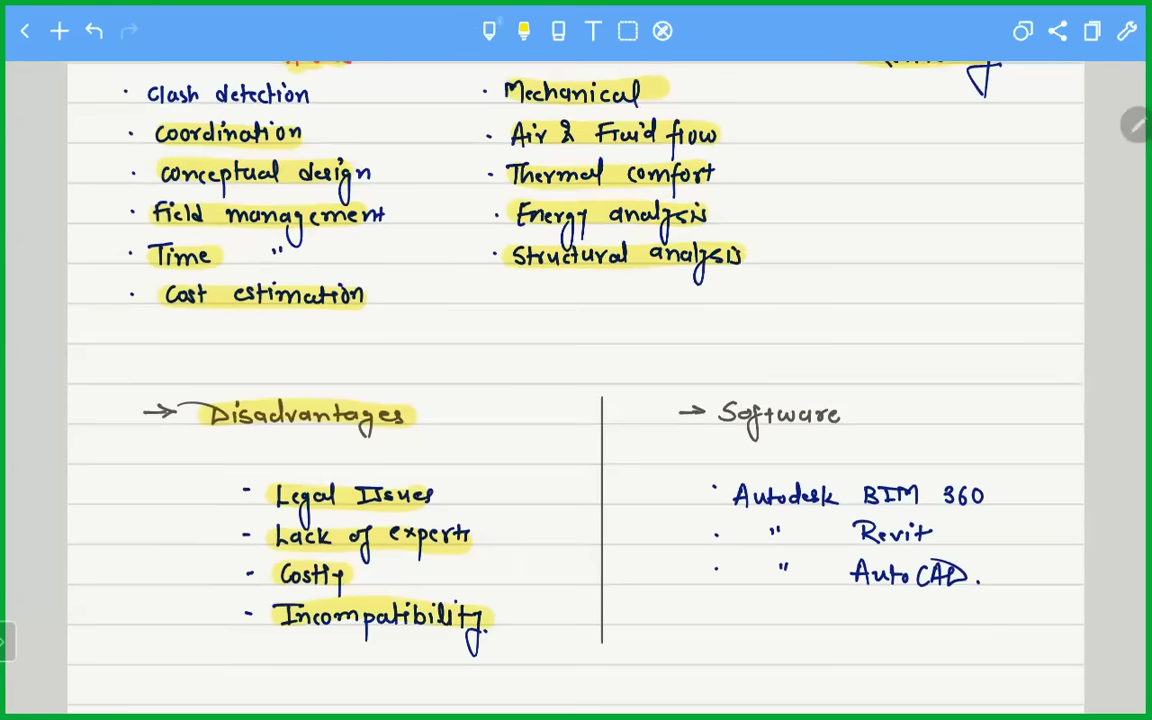 · Clash detection
· coordination
· conceptual design
· Field management
· Time "
· Cost estimation
· Mechanical
· Air & Fluid flow
· Thermal comfort
· Energy analysis
· Structural analysis
→ Disadvantages
- Legal Issues
- Lack of experts
- Costly
- Incompatibility.
→ Software
· Autodesk BIM 360
· " Revit
· " AutoCAD.